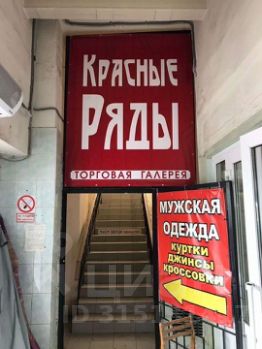 КРАСНЫЕ
РЯДЫ
ТОРГОВАЯ ГАЛЕРЕЯ
МУЖСКАЯ
ОДЕЖДА
КУРТКИ
ДЖИНСЫ
КРОССОВКИ